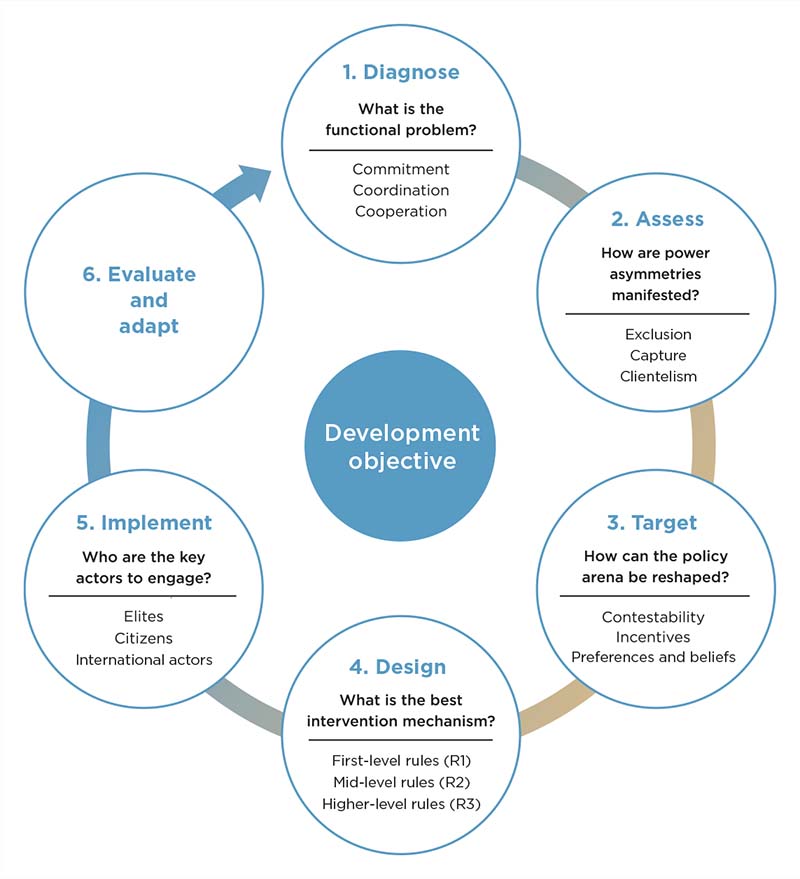 1. Diagnose
What is the
functional problem?
Commitment
Coordination
Cooperation
2. Assess
How are power
asymmetries
manifested?
Exclusion
Capture
Clientelism
3. Target
How can the policy
arena be reshaped?
Contestability
Incentives
Preferences and beliefs
4. Design
What is the best
intervention mechanism?
First-level rules (R1)
Mid-level rules (R2)
Higher-level rules (R3)
5. Implement
Who are the key
actors to engage?
Elites
Citizens
International actors
6. Evaluate
and
adapt
Development
objective